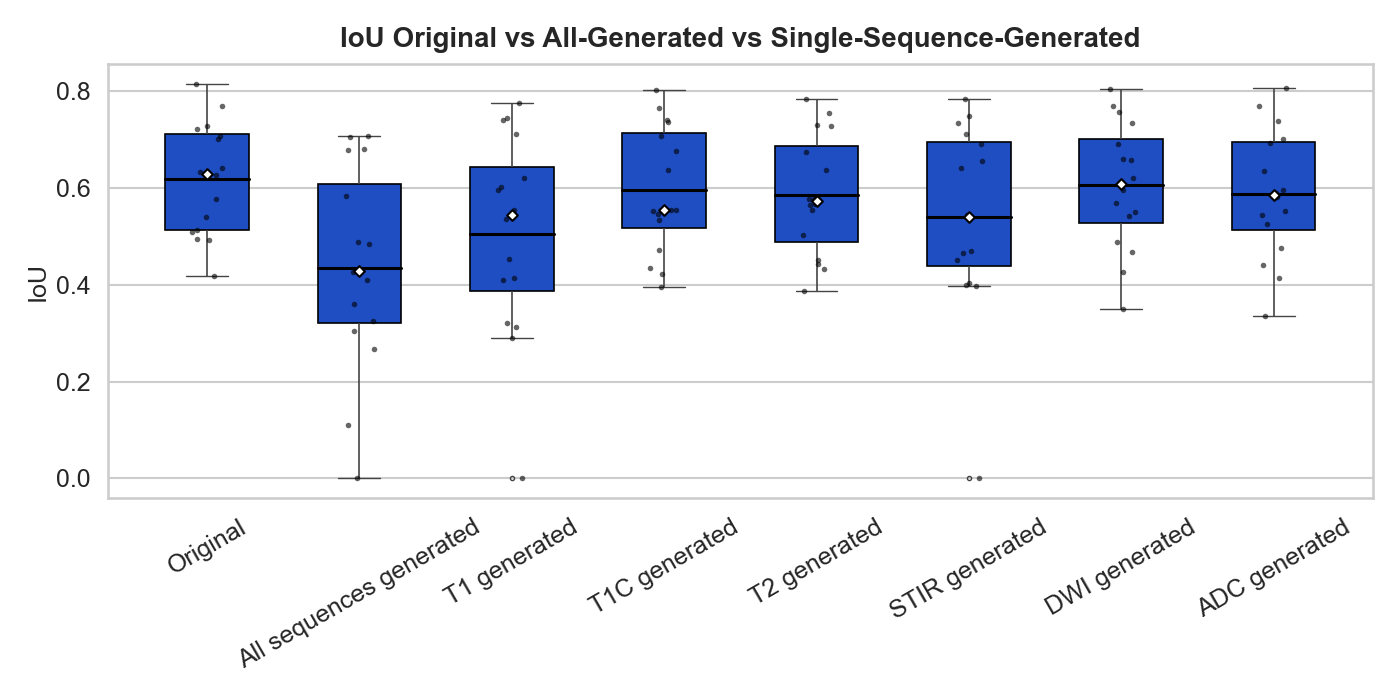 IoU Original vs All-Generated vs Single-Sequence-Generated
IoU
0.8
0.6
0.4
0.2
0.0
Original
All sequences generated
T1 generated
T1C generated
T2 generated
STIR generated
DWI generated
ADC generated